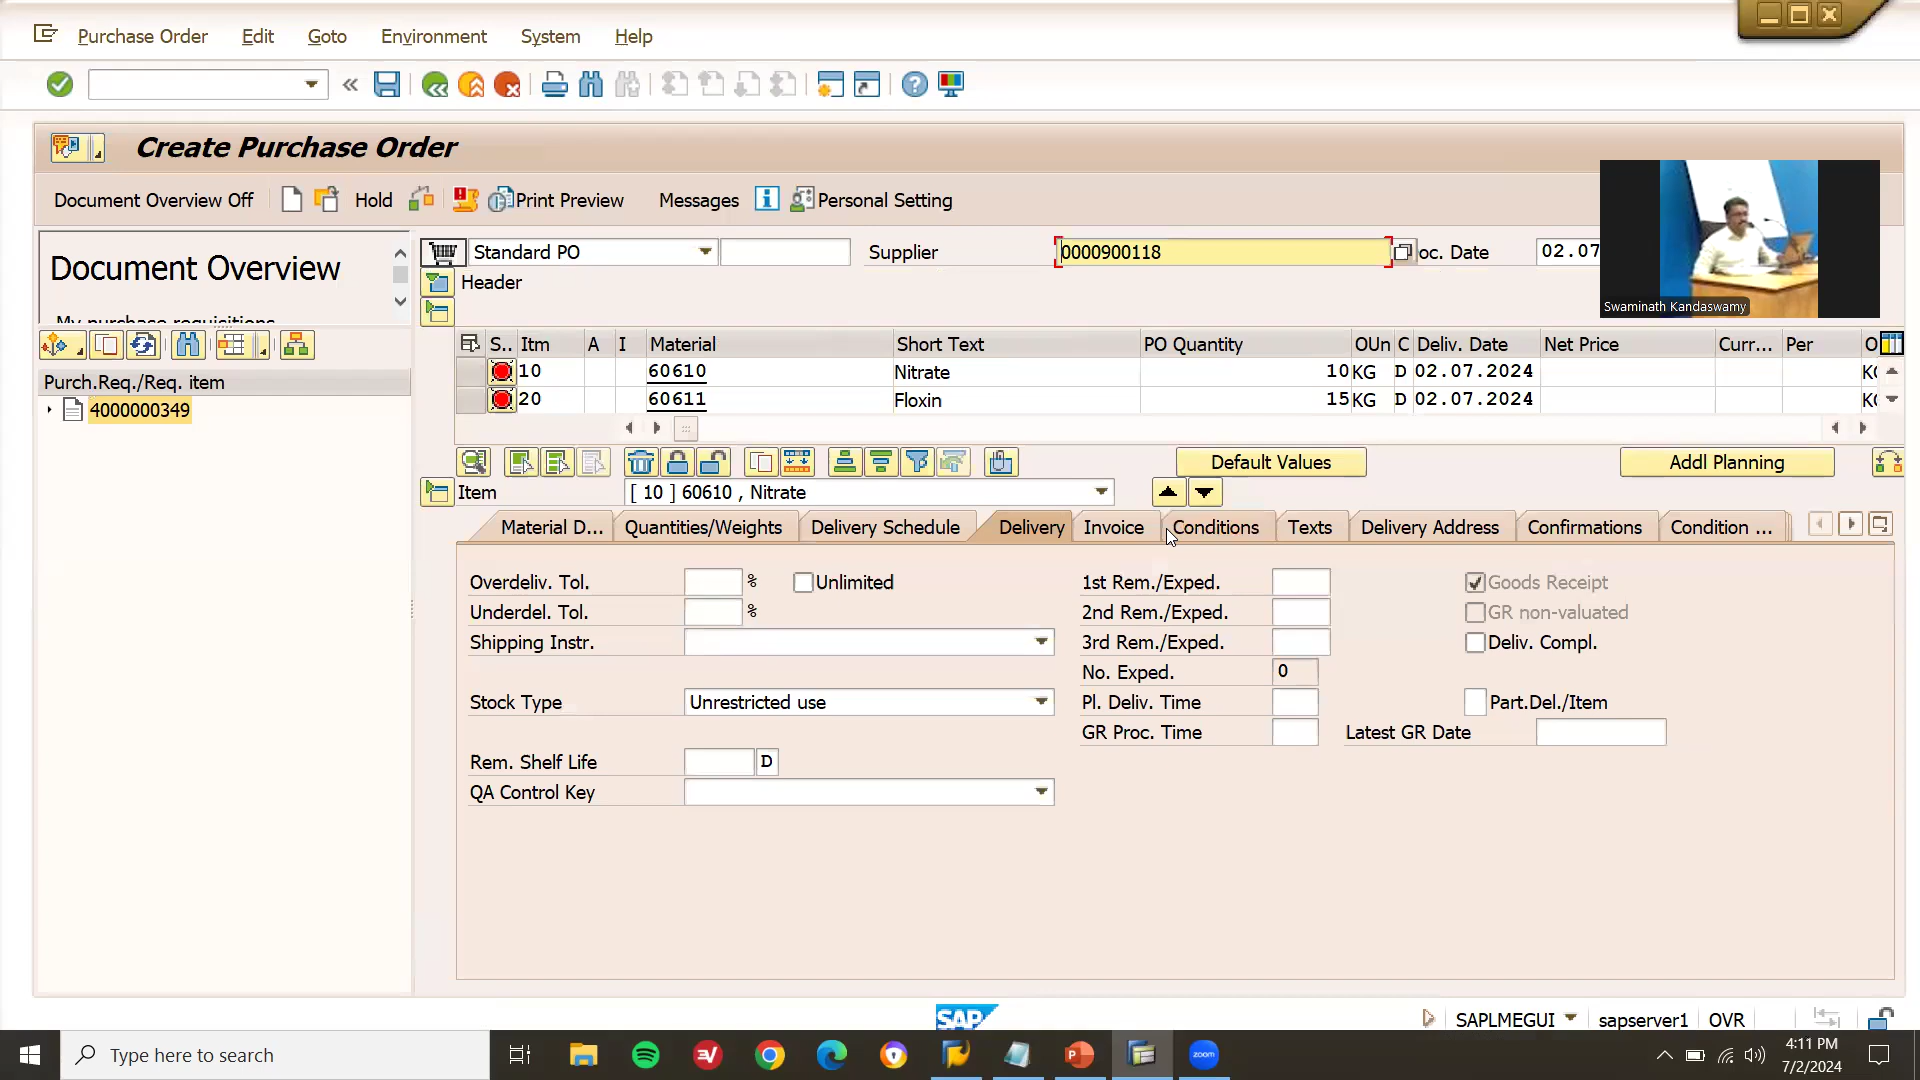 Purchase Order Edit Goto Environment System Help
Create Purchase Order
Document Overview Off Hold Print Preview Messages Personal Setting
Document Overview
Standard PO Supplier 0000900118 oc. Date 02.07
Header
Swaminath Kandaswamy
My purchase requisitions
S.. Itm A I Material Short Text PO Quantity OUn C Deliv. Date Net Price Curr... Per O
10 60610 Nitrate 10 KG D 02.07.2024 K
20 60611 Floxin 15 KG D 02.07.2024 K
Purch.Req./Req. item
4000000349
Default Values Addl Planning
Item [ 10 ] 60610 , Nitrate
Material D... Quantities/Weights Delivery Schedule Delivery Invoice Conditions Texts Delivery Address Confirmations Condition ...
Overdeliv. Tol. % Unlimited 1st Rem./Exped. Goods Receipt
Underdel. Tol. % 2nd Rem./Exped. GR non-valuated
Shipping Instr. 3rd Rem./Exped. Deliv. Compl.
No. Exped. 0
Stock Type Unrestricted use Pl. Deliv. Time Part.Del./Item
GR Proc. Time Latest GR Date
Rem. Shelf Life D
QA Control Key
SAP SAPLMEGUI sapserver1 OVR
Type here to search zoom 4:11 PM
7/2/2024